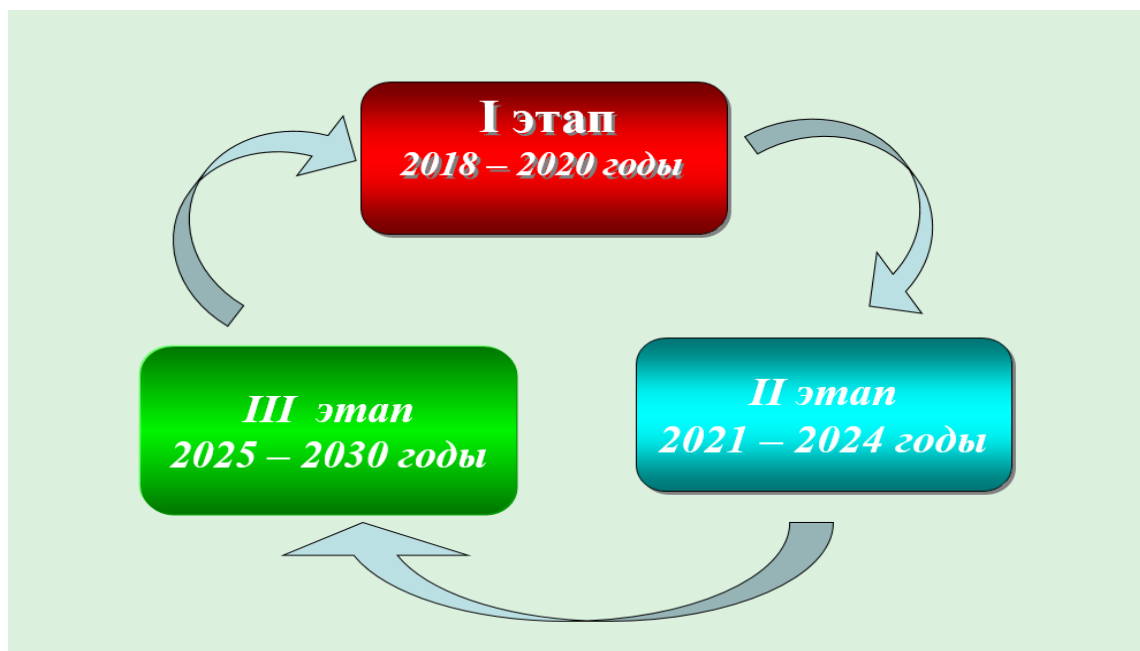 I этап
2018 – 2020 годы
II этап
2021 – 2024 годы
III этап
2025 – 2030 годы